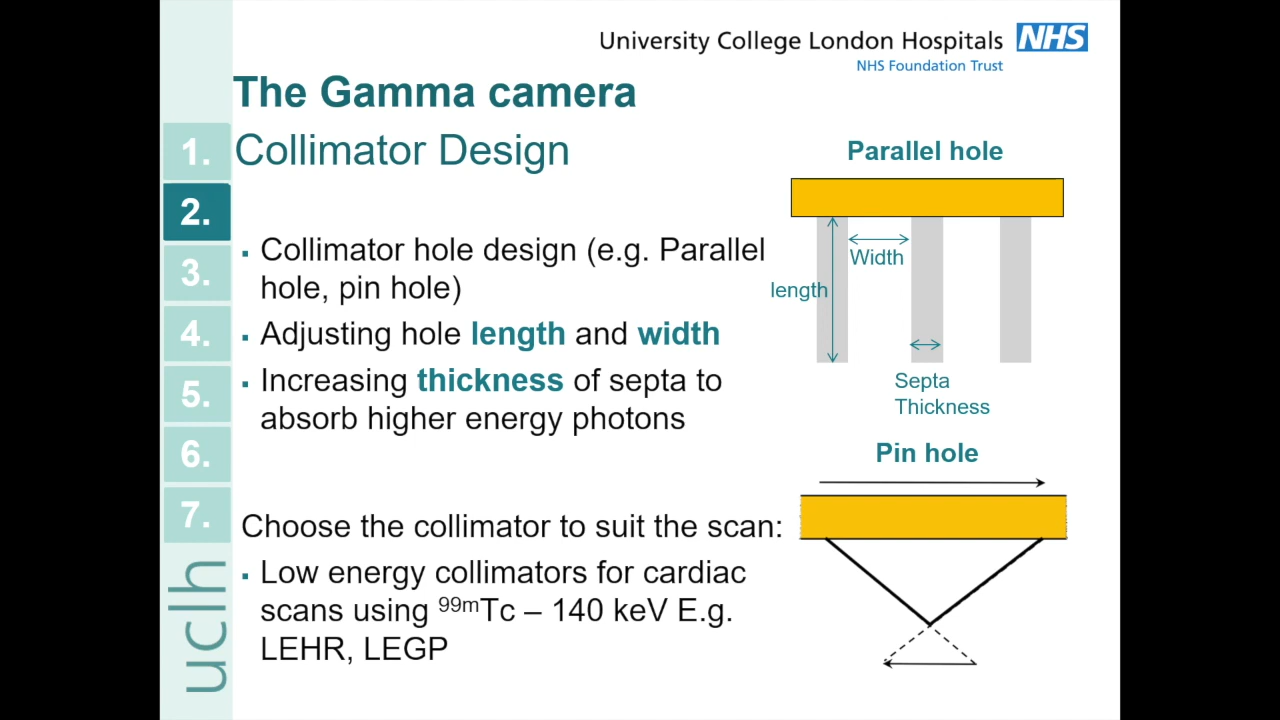 University College London Hospitals NHS
NHS Foundation Trust
The Gamma camera
Collimator Design
1.
2.
3.
4.
5.
6.
7.
uclh
▪ Collimator hole design (e.g. Parallel
hole, pin hole)
▪ Adjusting hole length and width
▪ Increasing thickness of septa to
absorb higher energy photons
Choose the collimator to suit the scan:
▪ Low energy collimators for cardiac
scans using 99mTc – 140 keV E.g.
LEHR, LEGP
Parallel hole
Width
length
Septa
Thickness
Pin hole